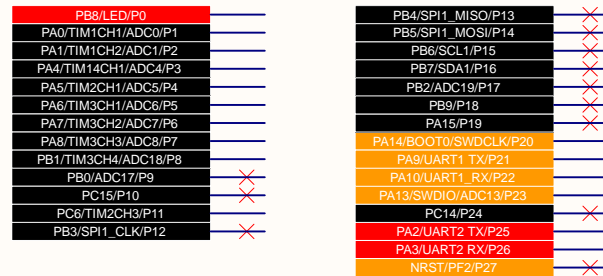 PB8/LED/P0
PA0/TIM1CH1/ADC0/P1
PA1/TIM1CH2/ADC1/P2
PA4/TIM14CH1/ADC4/P3
PA5/TIM2CH1/ADC5/P4
PA6/TIM3CH1/ADC6/P5
PA7/TIM3CH2/ADC7/P6
PA8/TIM3CH3/ADC8/P7
PB1/TIM3CH4/ADC18/P8
PB0/ADC17/P9
PC15/P10
PC6/TIM2CH3/P11
PB3/SPI1_CLK/P12
PB4/SPI1_MISO/P13
PB5/SPI1_MOSI/P14
PB6/SCL1/P15
PB7/SDA1/P16
PB2/ADC19/P17
PB9/P18
PA15/P19
PA14/BOOT0/SWDCLK/P20
PA9/UART1 TX/P21
PA10/UART1_RX/P22
PA13/SWDIO/ADC13/P23
PC14/P24
PA2/UART2 TX/P25
PA3/UART2 RX/P26
NRST/PF2/P27